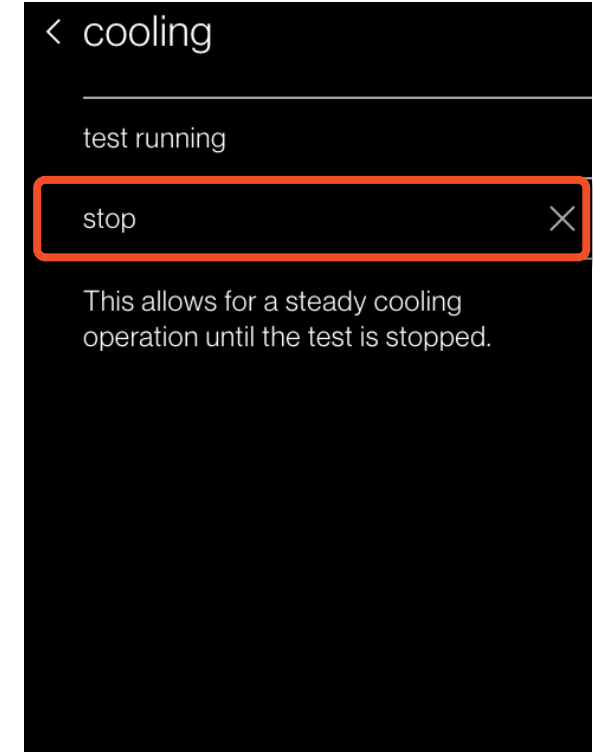 cooling
test running
stop
This allows for a steady cooling
operation until the test is stopped.